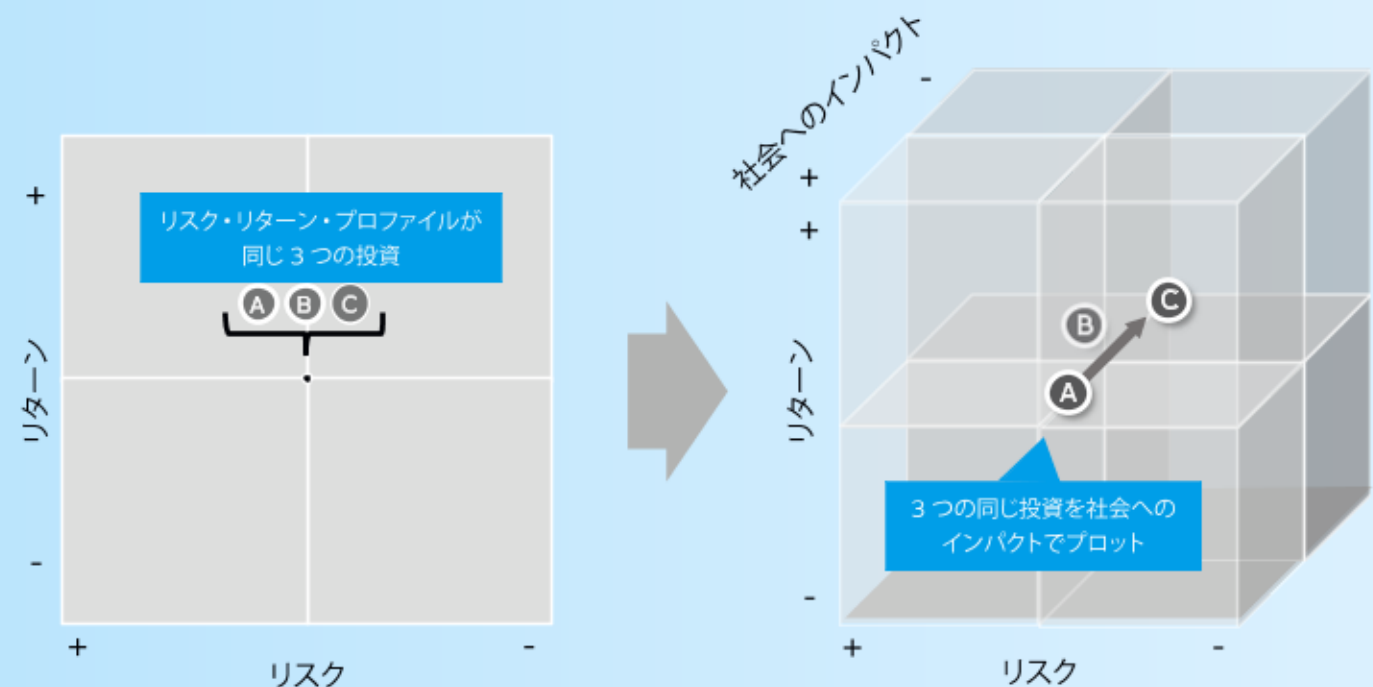 +
リターン
-
リスク・リターン・プロファイルが
同じ 3 つの投資
A B C
+
-
リスク
社会へのインパクト
-
+
+
リターン
-
C
B
A
3 つの同じ投資を社会への
インパクトでプロット
+
-
リスク